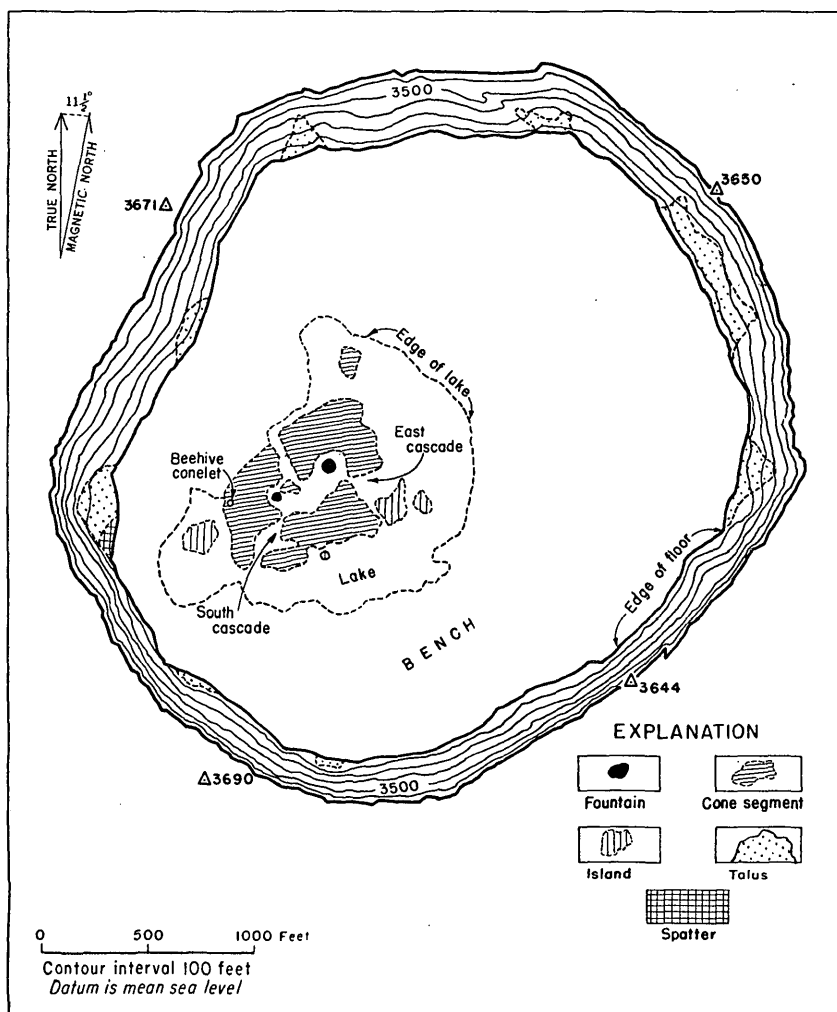 11 1/2°
TRUE NORTH
MAGNETIC NORTH
3500
3671
3650
Edge of lake
Beehive
conelet
East
cascade
Lake
South
cascade
Edge of floor
BENCH
3644
3690
3500
EXPLANATION
Fountain
Cone segment
Island
Talus
Spatter
0 500 1000 Feet
Contour interval 100 feet
Datum is mean sea level